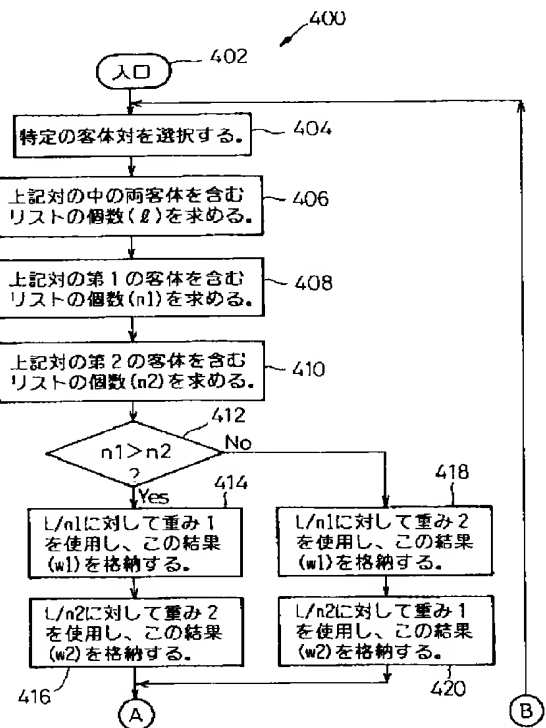 400
入口
402
特定の客体対を選択する。
404
上記対の中の両客体を含む
リストの個数(ℓ)を求める。
406
上記対の第1の客体を含む
リストの個数(n1)を求める。
408
上記対の第2の客体を含む
リストの個数(n2)を求める。
410
412
n1>n2
?
No
Yes
414
L/n1に対して重み1
を使用し、この結果
(w1)を格納する。
418
L/n1に対して重み2
を使用し、この結果
(w1)を格納する。
L/n2に対して重み2
を使用し、この結果
(w2)を格納する。
416
L/n2に対して重み1
を使用し、この結果
(w2)を格納する。
420
A
B